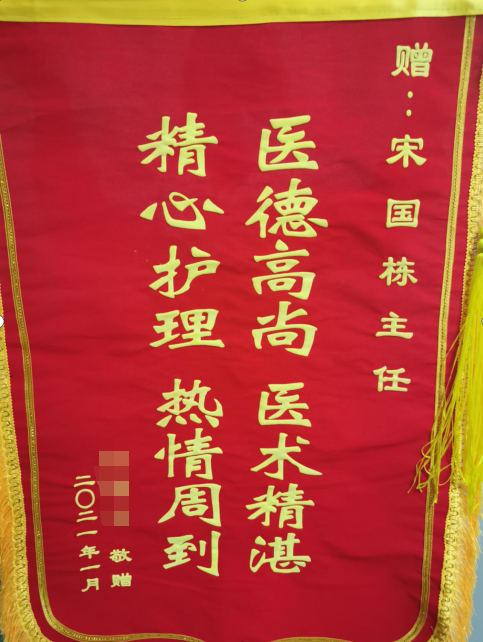 赠：宋国栋主任
医德高尚 医术精湛
精心护理 热情周到
敬赠
二〇二一年一月